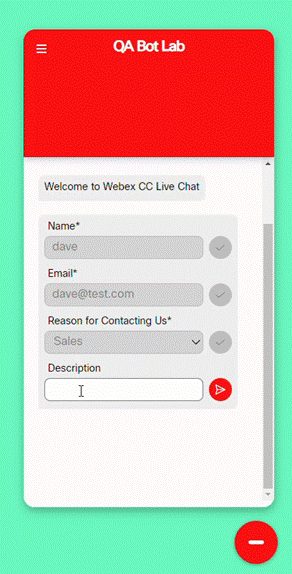 QA Bot Lab
Welcome to Webex CC Live Chat
Name*
dave
Email*
dave@test.com
Reason for Contacting Us*
Sales
Description